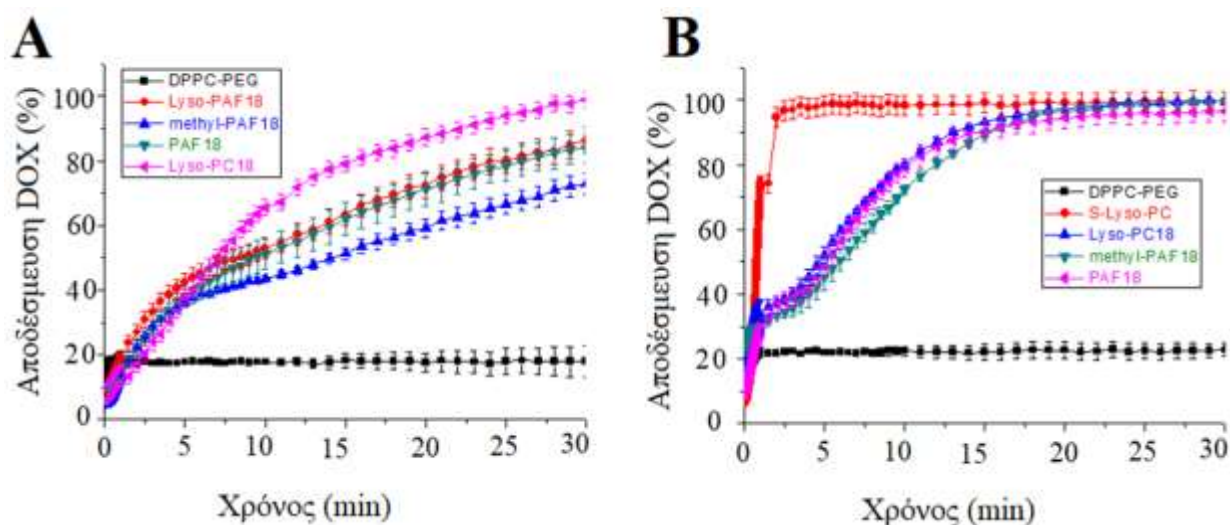 A
Αποδέσμευση DOX (%)
100
80
60
40
20
0
DPPC-PEG
Lyso-PAF18
methyl-PAF18
PAF18
Lyso-PC18
0 5 10 15 20 25 30
Χρόνος (min)
B
Αποδέσμευση DOX (%)
100
80
60
40
20
0
DPPC-PEG
S-Lyso-PC
Lyso-PC18
methyl-PAF18
PAF18
0 5 10 15 20 25 30
Χρόνος (min)